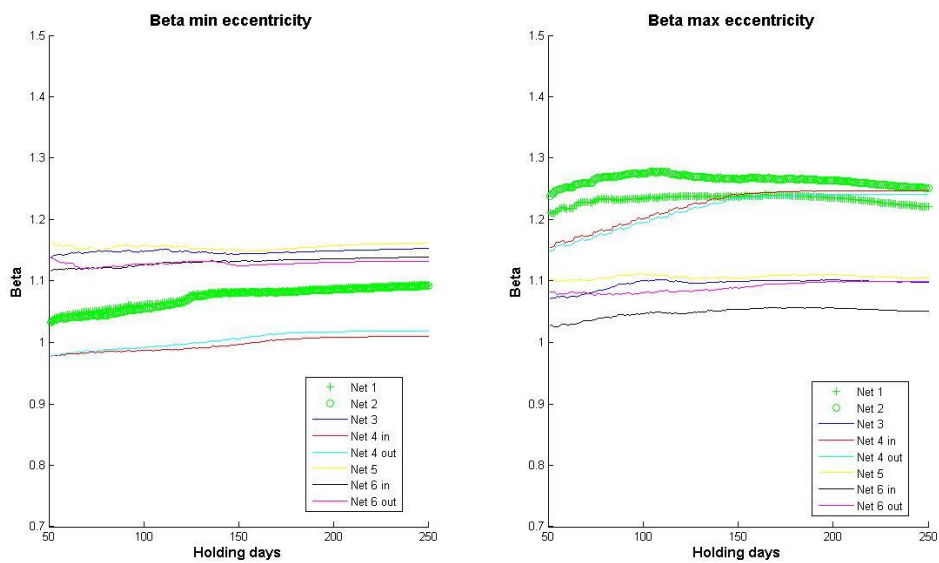 Beta min eccentricity
1.5
1.4
1.3
1.2
1.1
1
0.9
0.8
0.7
Beta
50
100
150
200
250
Holding days
Net 1
Net 2
Net 3
Net 4 in
Net 4 out
Net 5
Net 6 in
Net 6 out
Beta max eccentricity
1.5
1.4
1.3
1.2
1.1
1
0.9
0.8
0.7
Beta
50
100
150
200
250
Holding days
Net 1
Net 2
Net 3
Net 4 in
Net 4 out
Net 5
Net 6 in
Net 6 out